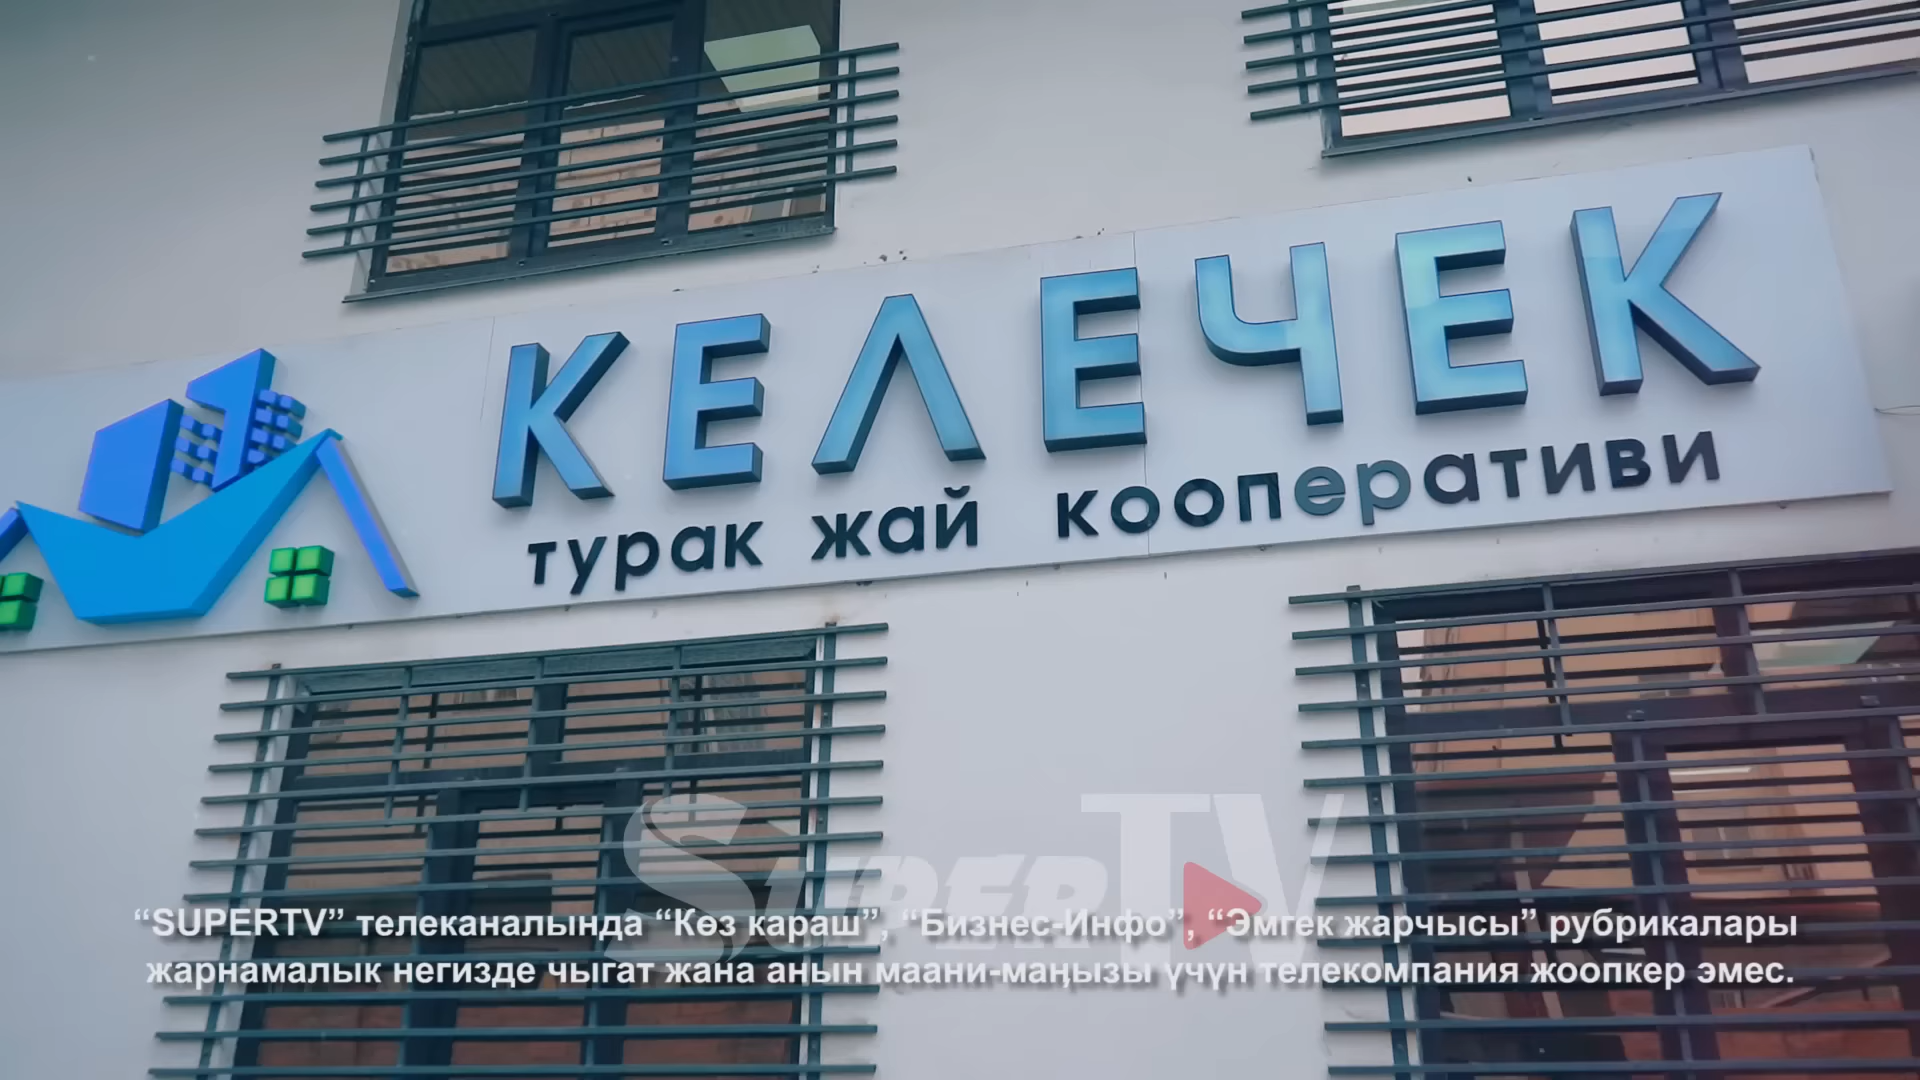 КЕЛЕЧЕК
турак жай кооперативи
SUPERTV
“SUPERTV” телеканалында “Көз караш”, “Бизнес-Инфо”, “Эмгек жарчысы” рубрикалары
жарнамалык негизде чыгат жана анын маани-маңызы үчүн телекомпания жоопкер эмес.